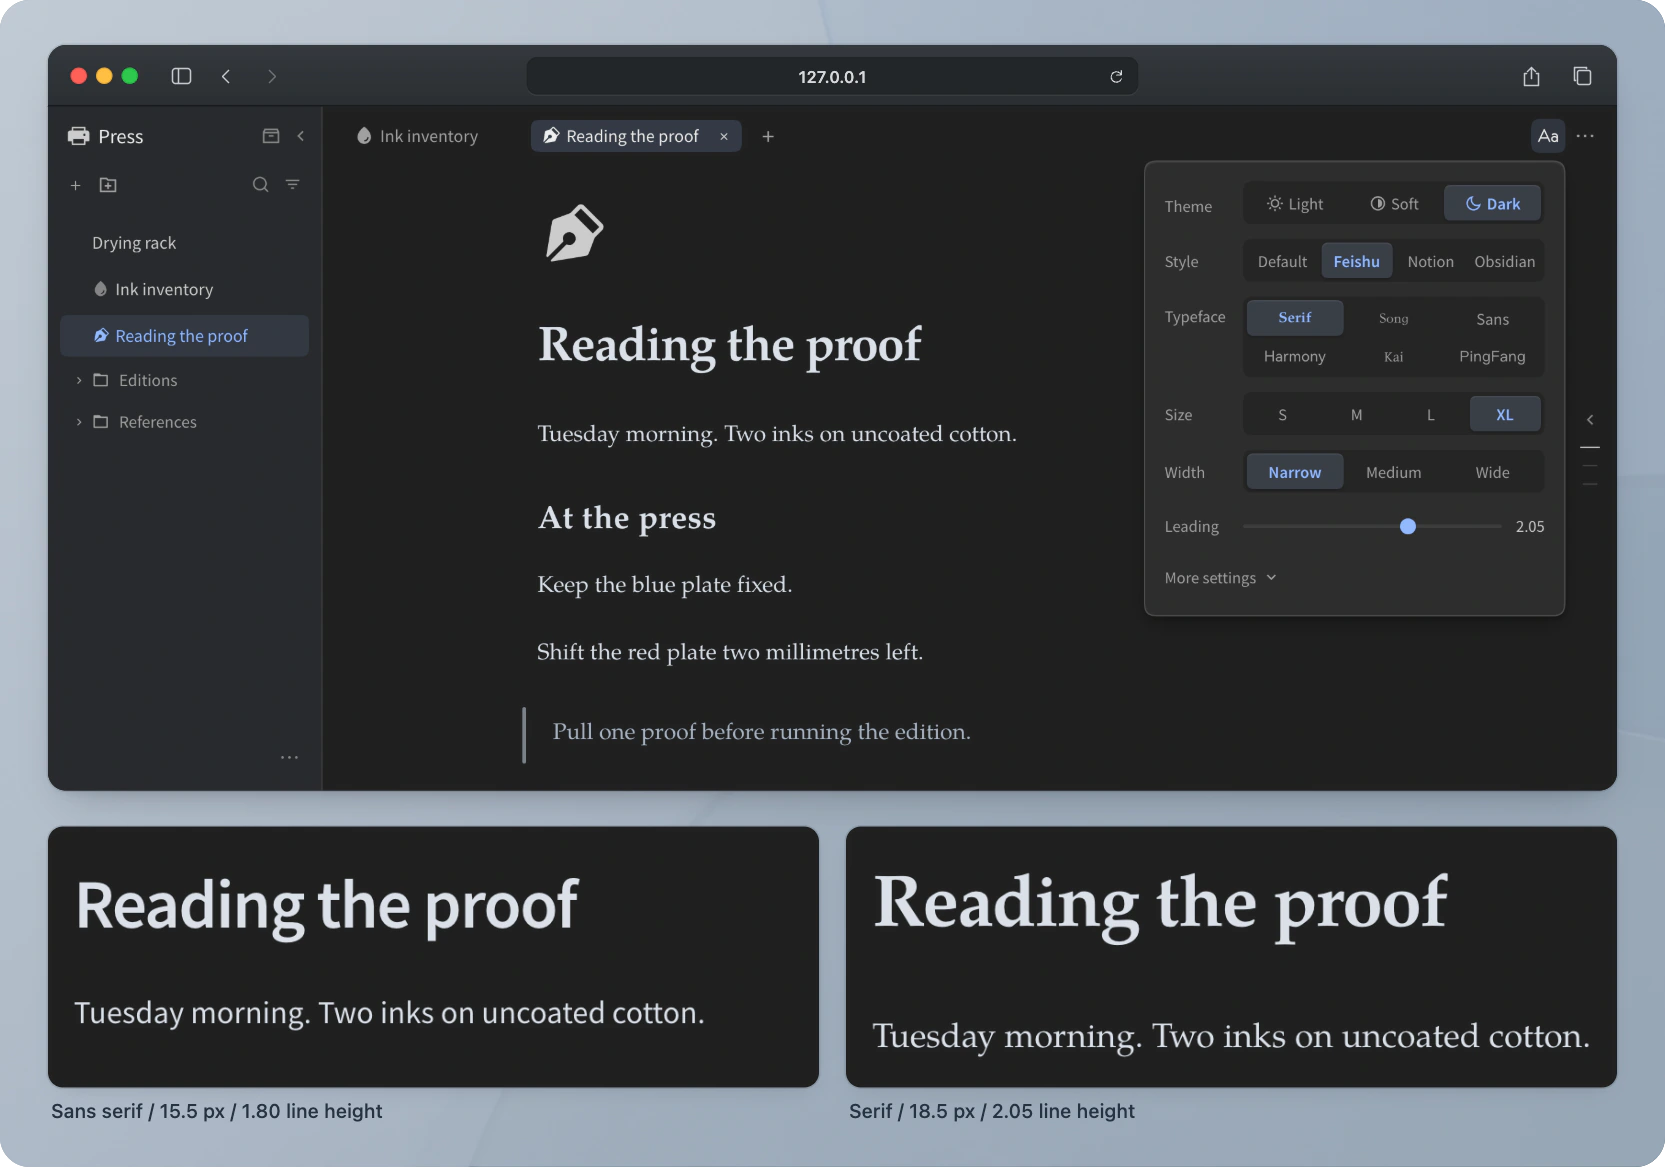 127.0.0.1
Press
Drying rack
Ink inventory
Reading the proof
Editions
References
Ink inventory
Reading the proof
Aa
Reading the proof
Tuesday morning. Two inks on uncoated cotton.
At the press
Keep the blue plate fixed.
Shift the red plate two millimetres left.
Pull one proof before running the edition.
Theme Light Soft Dark
Style Default Feishu Notion Obsidian
Typeface Serif Song Sans
Harmony Kai PingFang
Size S M L XL
Width Narrow Medium Wide
Leading 2.05
More settings
Reading the proof
Tuesday morning. Two inks on uncoated cotton.
Sans serif / 15.5 px / 1.80 line height
Reading the proof
Tuesday morning. Two inks on uncoated cotton.
Serif / 18.5 px / 2.05 line height